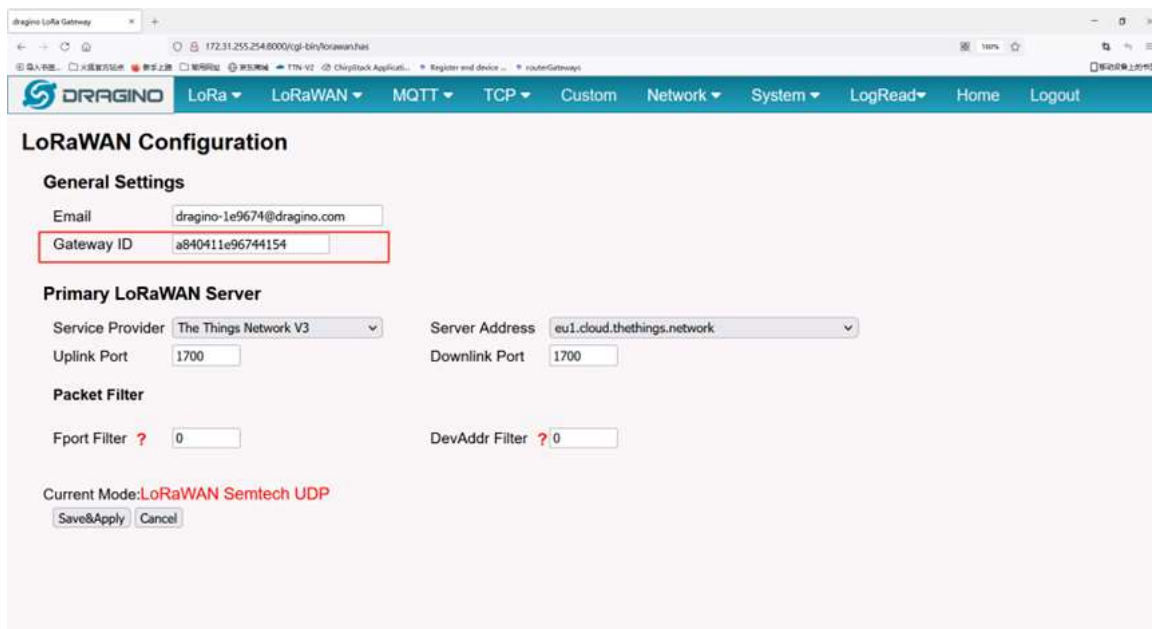 dragino LoRa Gateway
172.31.255.254:8000/cgi-bin/lorawan.has
110%
TTN-V2 ChirpStack Applicati... Register end device ... routerGateways
DRAGINO LoRa LoRaWAN MQTT TCP Custom Network System LogRead Home Logout
LoRaWAN Configuration
General Settings
Email dragino-1e9674@dragino.com
Gateway ID a840411e96744154
Primary LoRaWAN Server
Service Provider The Things Network V3 Server Address eu1.cloud.thethings.network
Uplink Port 1700 Downlink Port 1700
Packet Filter
Fport Filter ? 0 DevAddr Filter ? 0
Current Mode:LoRaWAN Semtech UDP
Save&Apply Cancel